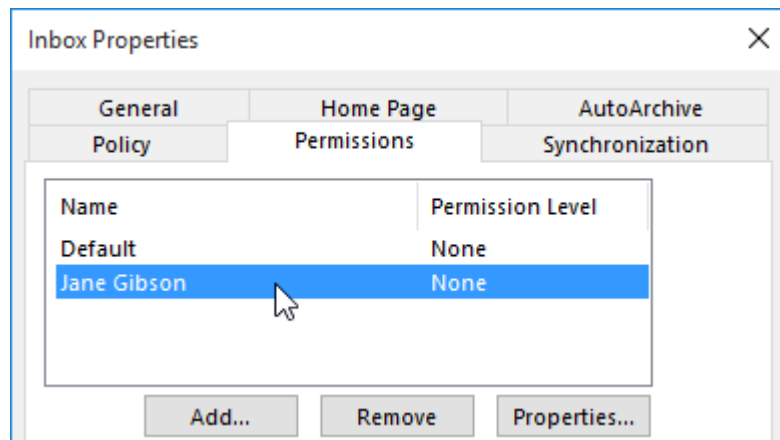 Inbox Properties
General Home Page AutoArchive
Policy Permissions Synchronization
Name Permission Level
Default None
Jane Gibson None
Add... Remove Properties...